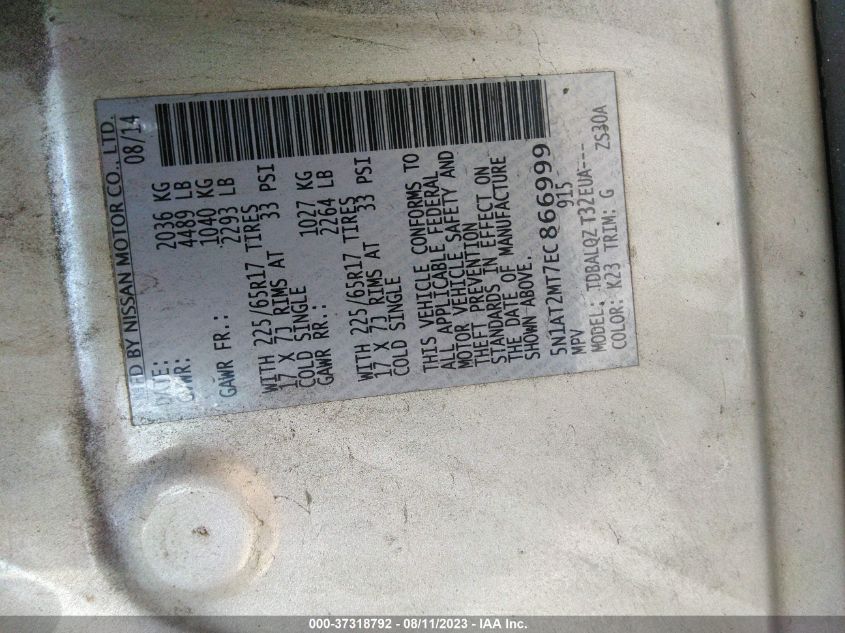 MFD BY NISSAN MOTOR CO., LTD.
DATE: 08/14
GVWR: 2036 KG
4489 LB
GAWR FR.: 1040 KG
2293 LB
WITH 225/65R17 TIRES
17 X 7J RIMS AT 33 PSI
COLD SINGLE
GAWR RR.: 1027 KG
2264 LB
WITH 225/65R17 TIRES
17 X 7J RIMS AT 33 PSI
COLD SINGLE
THIS VEHICLE CONFORMS TO
ALL APPLICABLE FEDERAL
MOTOR VEHICLE SAFETY AND
THEFT PREVENTION
STANDARDS IN EFFECT ON
THE DATE OF MANUFACTURE
SHOWN ABOVE.
5N1AT2MT7EC866999
MPV 915
MODEL: TDBALQZ T32EUA---
COLOR: K23 TRIM: G ZS30A
000-37318792 - 08/11/2023 - IAA Inc.